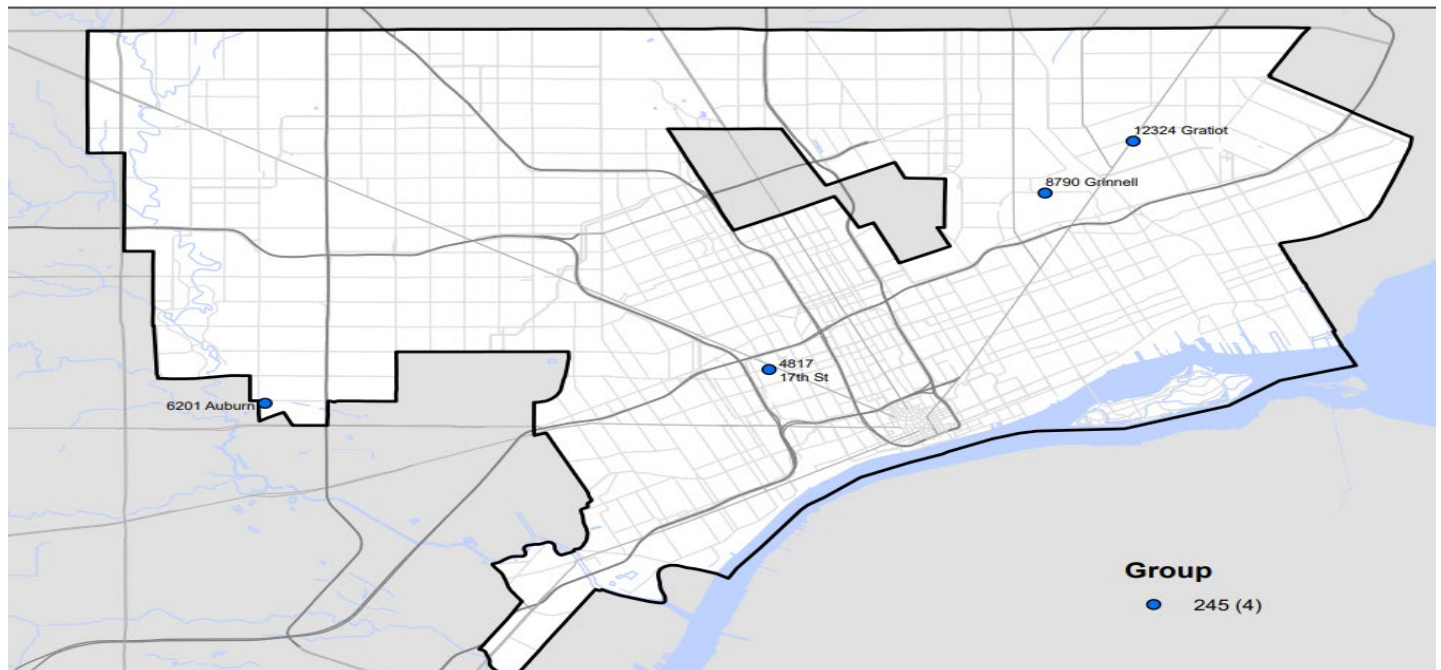 12324 Gratiot
8790 Grinnell
4817
17th St
6201 Auburn
Group
245 (4)